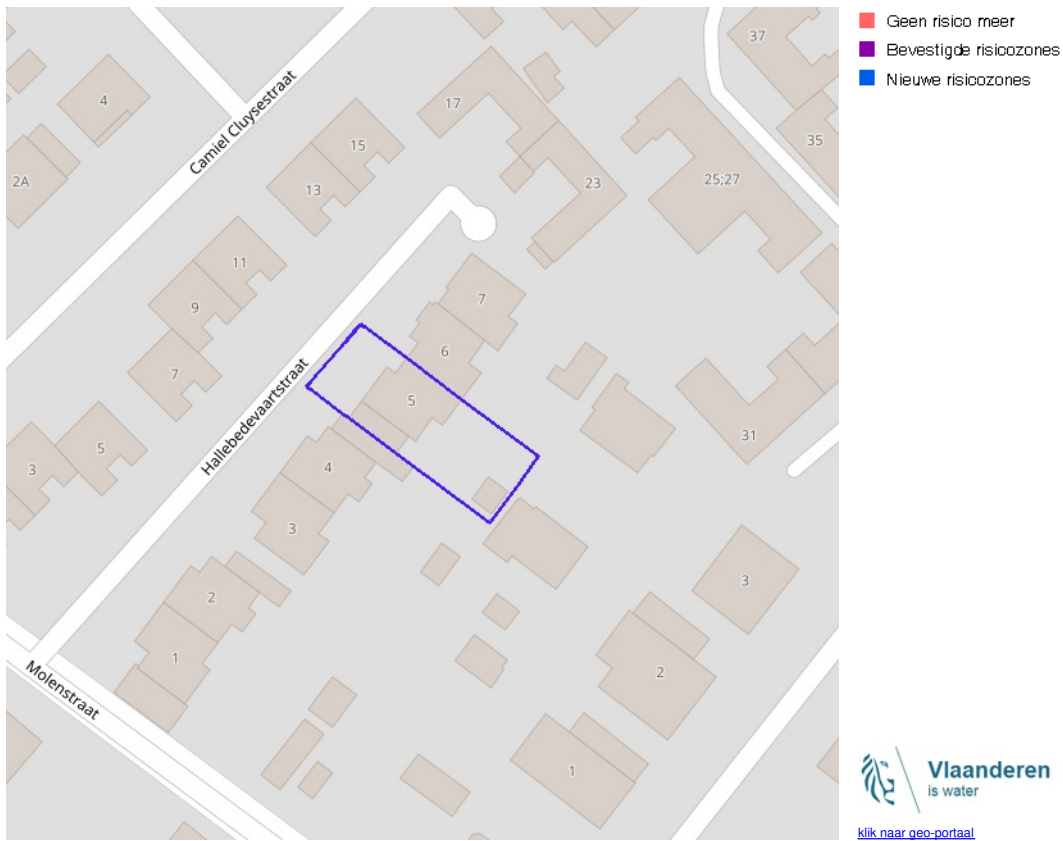 Geen risico meer
Bevestigde risicozones
Nieuwe risicozones
37
4
17
35
Camiel Cluysestraat
15
2A
13
23
25;27
11
7
9
6
Hallebedevaartstraat
7
5
31
5
3
4
3
3
2
1
2
Molenstraat
1
Vlaanderen
is water
klik naar geo-portaal